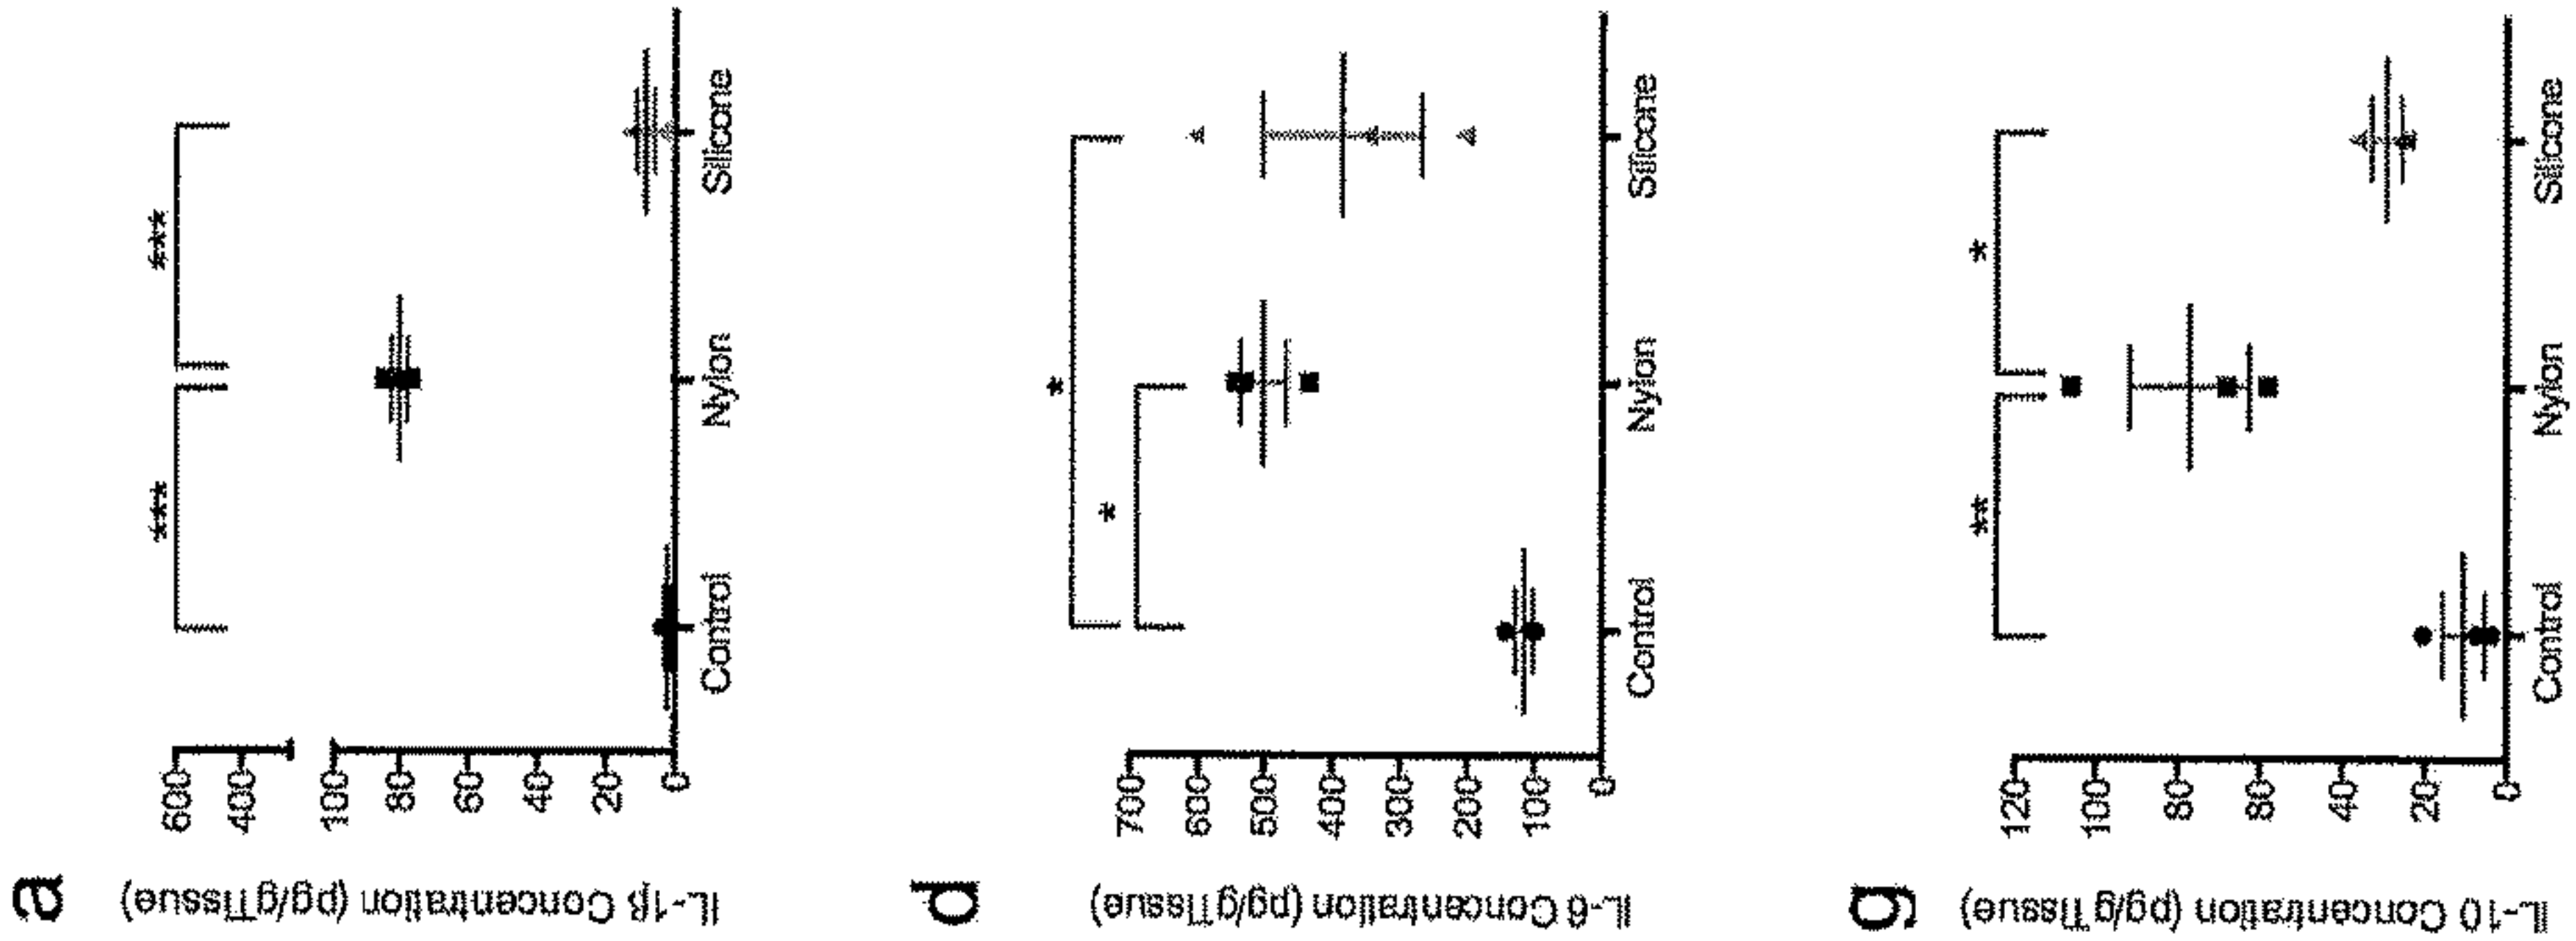 a
IL-1β Concentration (pg/gTissue)
600
400
100
80
60
40
20
0
***
***
Control
Nylon
Silicone
d
IL-6 Concentration (pg/gTissue)
700
600
500
400
300
200
100
0
*
*
Control
Nylon
Silicone
g
IL-10 Concentration (pg/gTissue)
120
100
80
60
40
20
0
**
*
Control
Nylon
Silicone